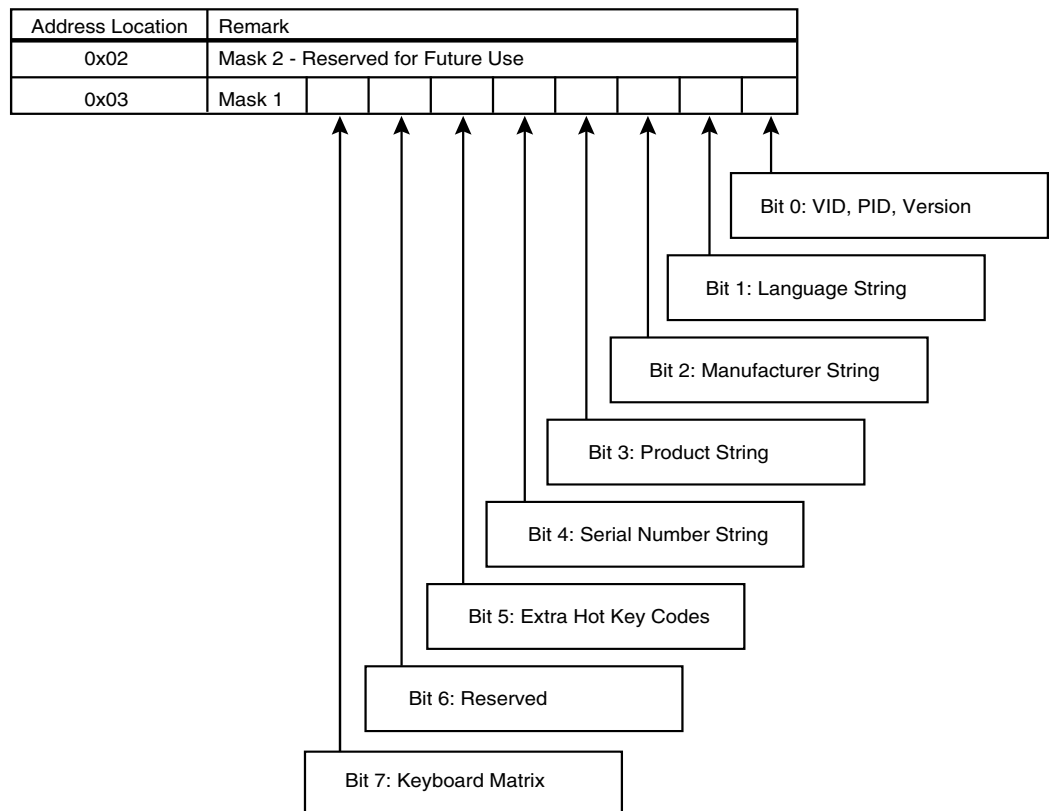 Address Location Remark
0x02 Mask 2 - Reserved for Future Use
0x03 Mask 1
Bit 0: VID, PID, Version
Bit 1: Language String
Bit 2: Manufacturer String
Bit 3: Product String
Bit 4: Serial Number String
Bit 5: Extra Hot Key Codes
Bit 6: Reserved
Bit 7: Keyboard Matrix